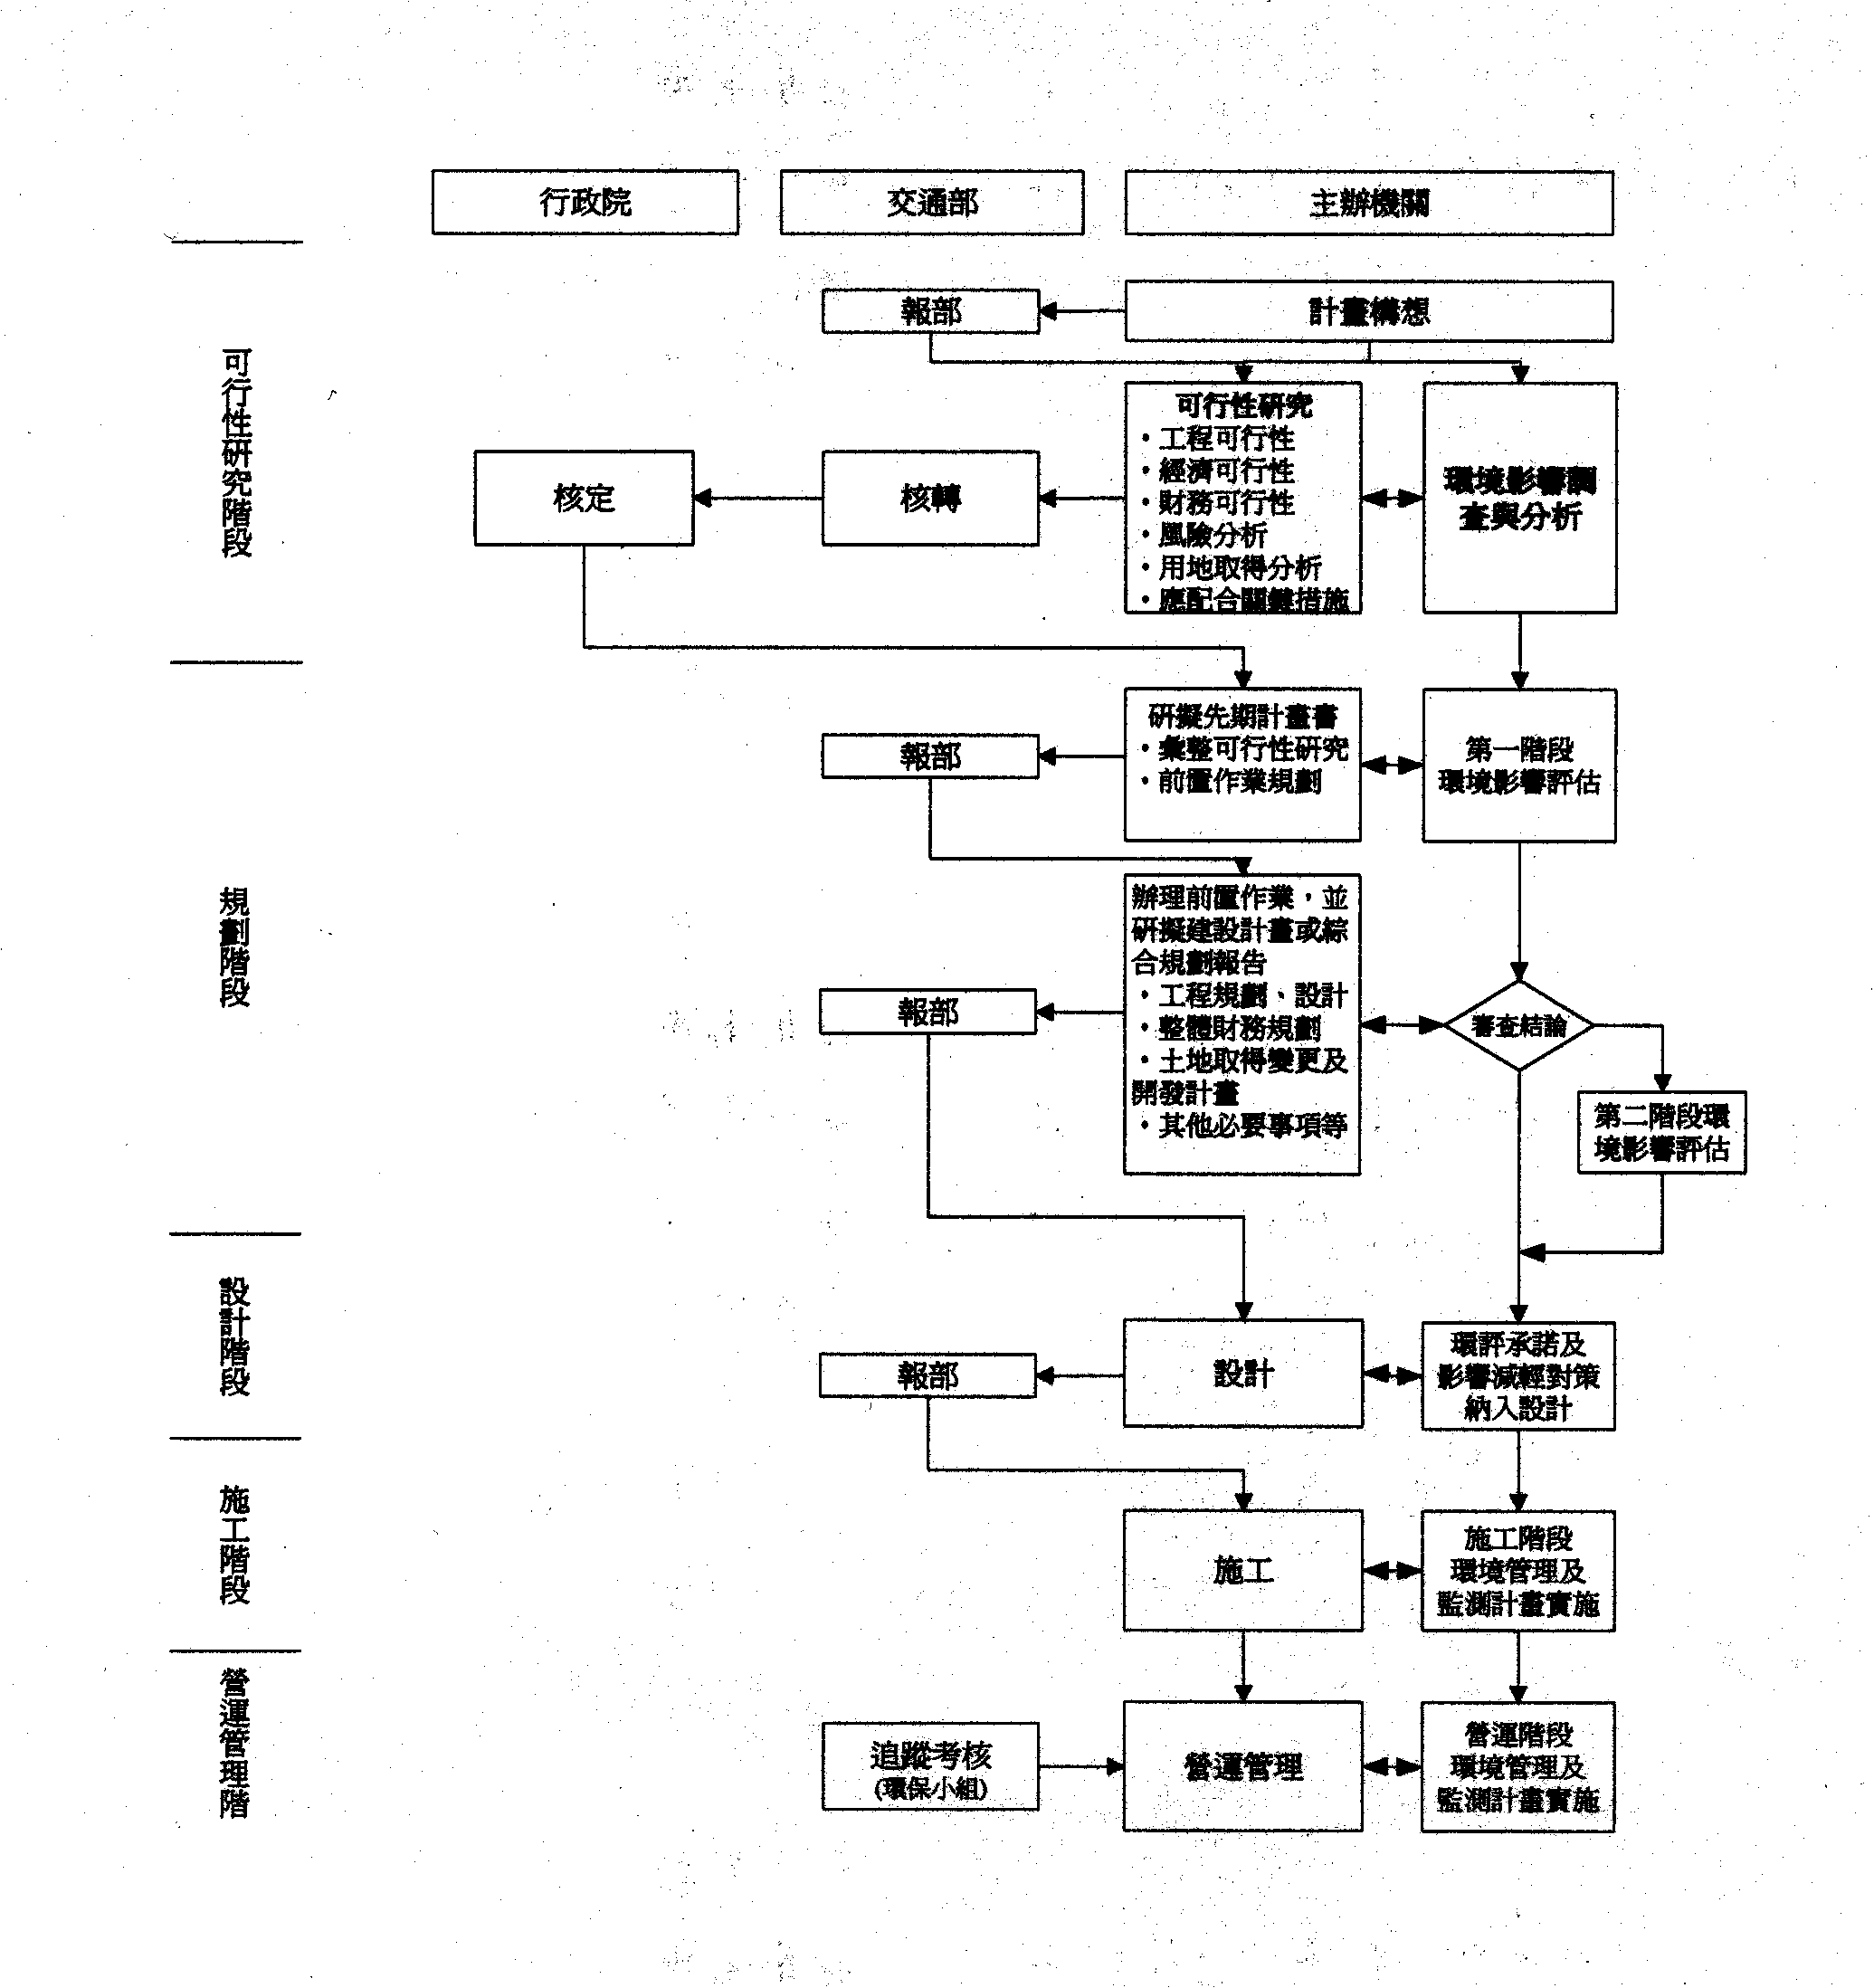 行政院
交通部
主辦機關
可行性研究階段
報部
計畫構想
核定
核轉
可行性研究
・工程可行性
・經濟可行性
・財務可行性
・風險分析
・用地取得分析
・應配合關鍵措施
環境影響調
查與分析
規劃階段
報部
研擬先期計畫書
・彙整可行性研究
・前置作業規劃
第一階段
環境影響評估
報部
辦理前置作業，並
研擬建設計畫或綜
合規劃報告
・工程規劃、設計
・整體財務規劃
・土地取得變更及
開發計畫
・其他必要事項等
審查結論
第二階段環
境影響評估
設計階段
報部
設計
環評承諾及
影響減輕對策
納入設計
施工階段
施工
施工階段
環境管理及
監測計畫實施
營運管理階
追蹤考核
(環保小組)
營運管理
營運階段
環境管理及
監測計畫實施